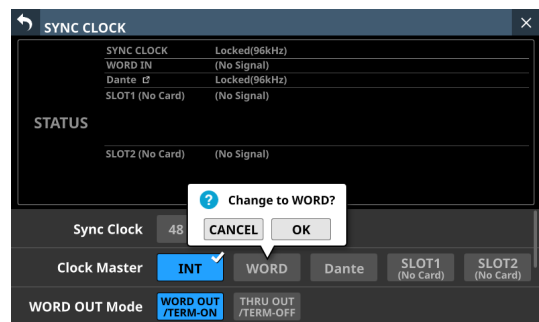 SYNC CLOCK
SYNC CLOCK Locked(96kHz)
WORD IN (No Signal)
Dante Locked(96kHz)
SLOT1 (No Card) (No Signal)
STATUS
SLOT2 (No Card) (No Signal)
? Change to WORD?
CANCEL OK
Sync Clock 48
Clock Master INT WORD Dante SLOT1 (No Card) SLOT2 (No Card)
WORD OUT Mode WORD OUT /TERM-ON THRU OUT /TERM-OFF